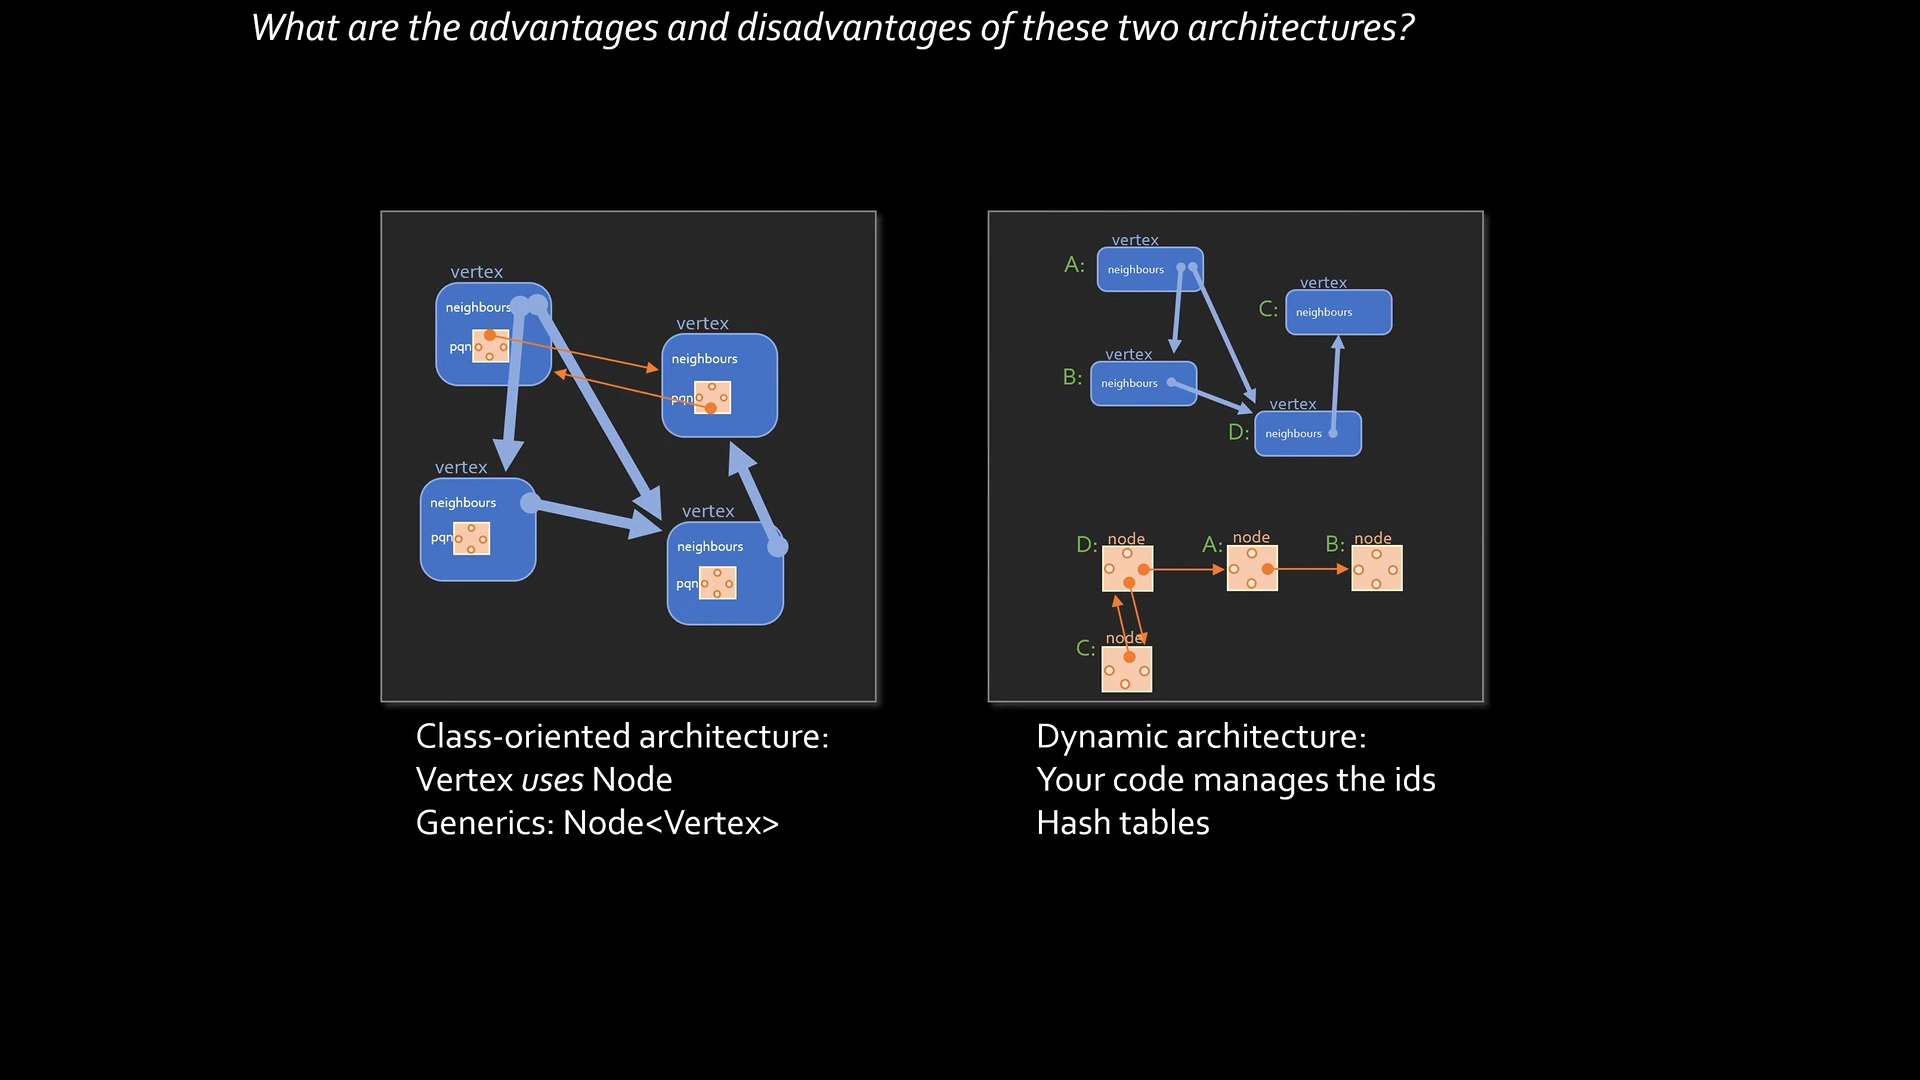 What are the advantages and disadvantages of these two architectures?
vertex
neighbours
pqn
vertex
neighbours
pqn
vertex
neighbours
pqn
vertex
neighbours
pqn
Class-oriented architecture:
Vertex uses Node
Generics: Node<Vertex>
vertex
A:
neighbours
vertex
C:
neighbours
vertex
B:
neighbours
vertex
D:
neighbours
D:
node
A:
node
B:
node
C:
node
Dynamic architecture:
Your code manages the ids
Hash tables